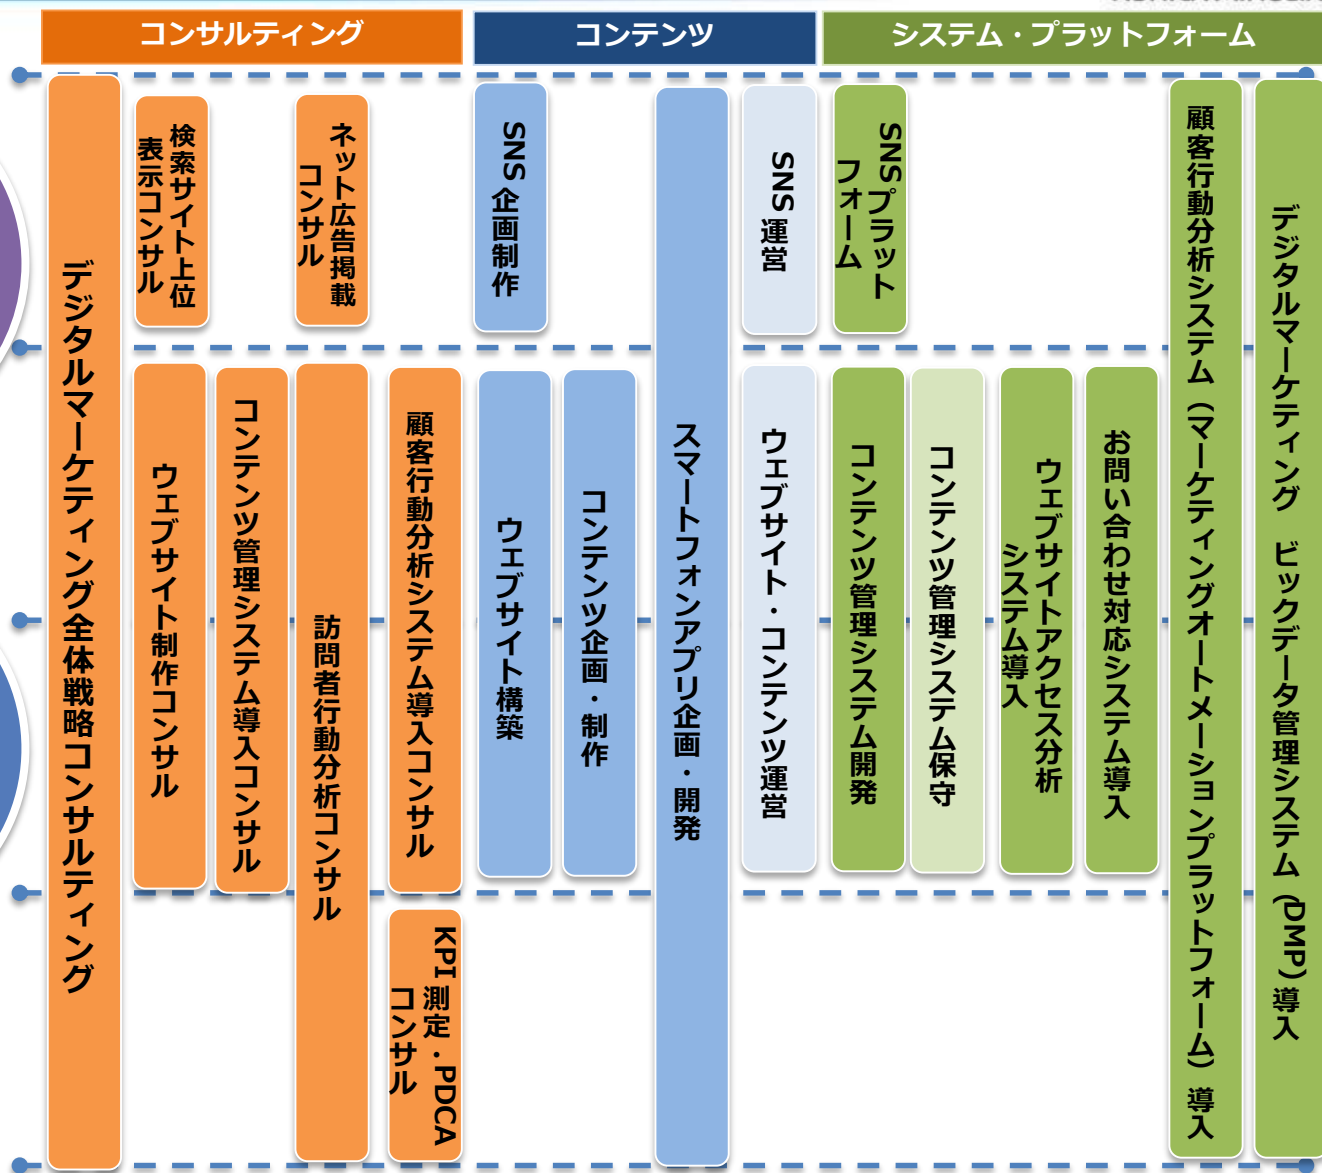 コンサルティング
コンテンツ
システム・プラットフォーム
デジタルマーケティング全体戦略コンサルティング
検索サイト上位
表示コンサル
ネット広告掲載
コンサル
SNS企画制作
スマートフォンアプリ企画・開発
SNS運営
SNSプラット
フォーム
顧客行動分析システム（マーケティングオートメーションプラットフォーム）導入
デジタルマーケティング　ビックデータ管理システム（DMP）導入
ウェブサイト制作コンサル
コンテンツ管理システム導入コンサル
訪問者行動分析コンサル
顧客行動分析システム導入コンサル
ウェブサイト構築
コンテンツ企画・制作
ウェブサイト・コンテンツ運営
コンテンツ管理システム開発
コンテンツ管理システム保守
ウェブサイトアクセス分析
システム導入
お問い合わせ対応システム導入
KPI測定．PDCA
コンサル